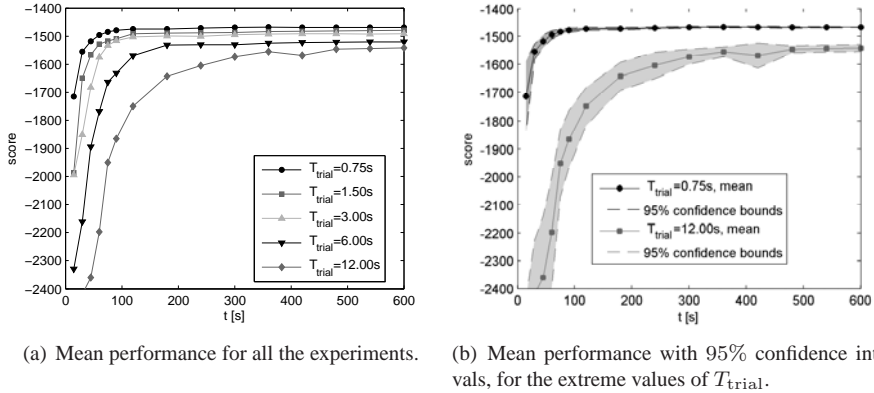 -1400
-1500
-1600
-1700
-1800
-1900
-2000
-2100
-2200
-2300
-2400
score
0 100 200 300 400 500 600
t [s]
T_trial=0.75s
T_trial=1.50s
T_trial=3.00s
T_trial=6.00s
T_trial=12.00s
(a) Mean performance for all the experiments.
-1400
-1500
-1600
-1700
-1800
-1900
-2000
-2100
-2200
-2300
-2400
score
0 100 200 300 400 500 600
t [s]
T_trial=0.75s, mean
95% confidence bounds
T_trial=12.00s, mean
95% confidence bounds
(b) Mean performance with 95% confidence int
vals, for the extreme values of T_trial.